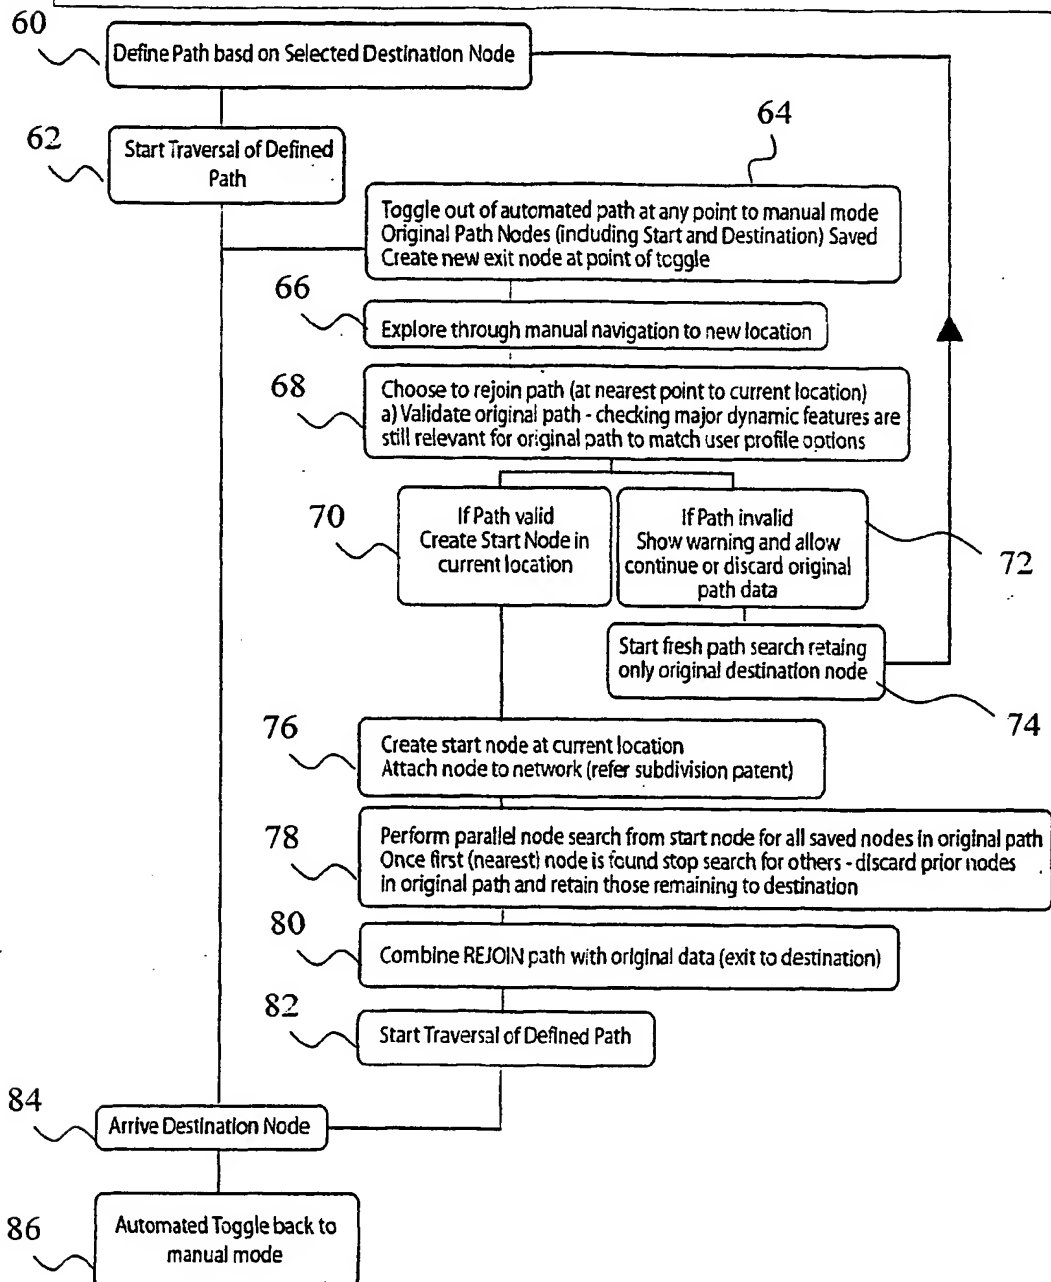 60
Define Path basd on Selected Destination Node
62
Start Traversal of Defined
Path
64
Toggle out of automated path at any point to manual mode
Original Path Nodes (including Start and Destination) Saved
Create new exit node at point of toggle
66
Explore through manual navigation to new location
68
Choose to rejoin path (at nearest point to current location)
a) Validate original path - checking major dynamic features are
still relevant for original path to match user profile options
70
If Path valid
Create Start Node in
current location
If Path invalid
Show warning and allow
continue or discard original
path data
72
Start fresh path search retaing
only original destination node
74
76
Create start node at current location
Attach node to network (refer subdivision patent)
78
Perform parallel node search from start node for all saved nodes in original path
Once first (nearest) node is found stop search for others - discard prior nodes
in original path and retain those remaining to destination
80
Combine REJOIN path with original data (exit to destination)
82
Start Traversal of Defined Path
84
Arrive Destination Node
86
Automated Toggle back to
manual mode